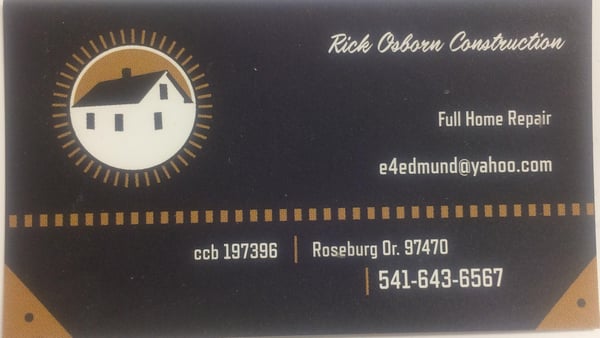 Rick Osborn Construction
Full Home Repair
e4edmund@yahoo.com
ccb 197396
Roseburg Or. 97470
541-643-6567